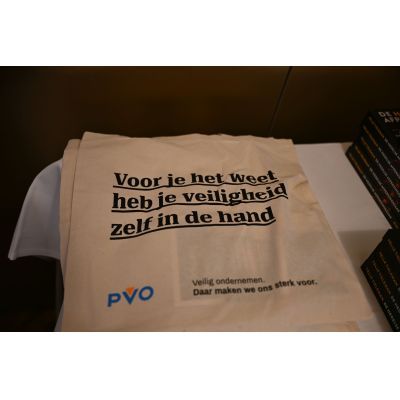 Voor je het weet
heb je veiligheid
zelf in de hand
PVO
Veilig ondernemen.
Daar maken we ons sterk voor.
DE